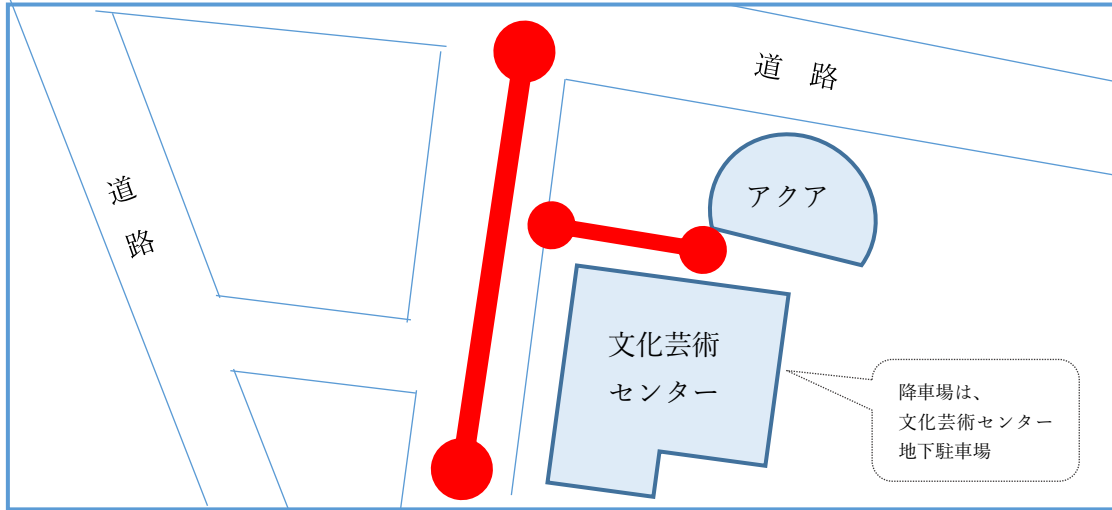 道 路
アクア
道
路
文化芸術
センター
降車場は、
文化芸術センター
地下駐車場